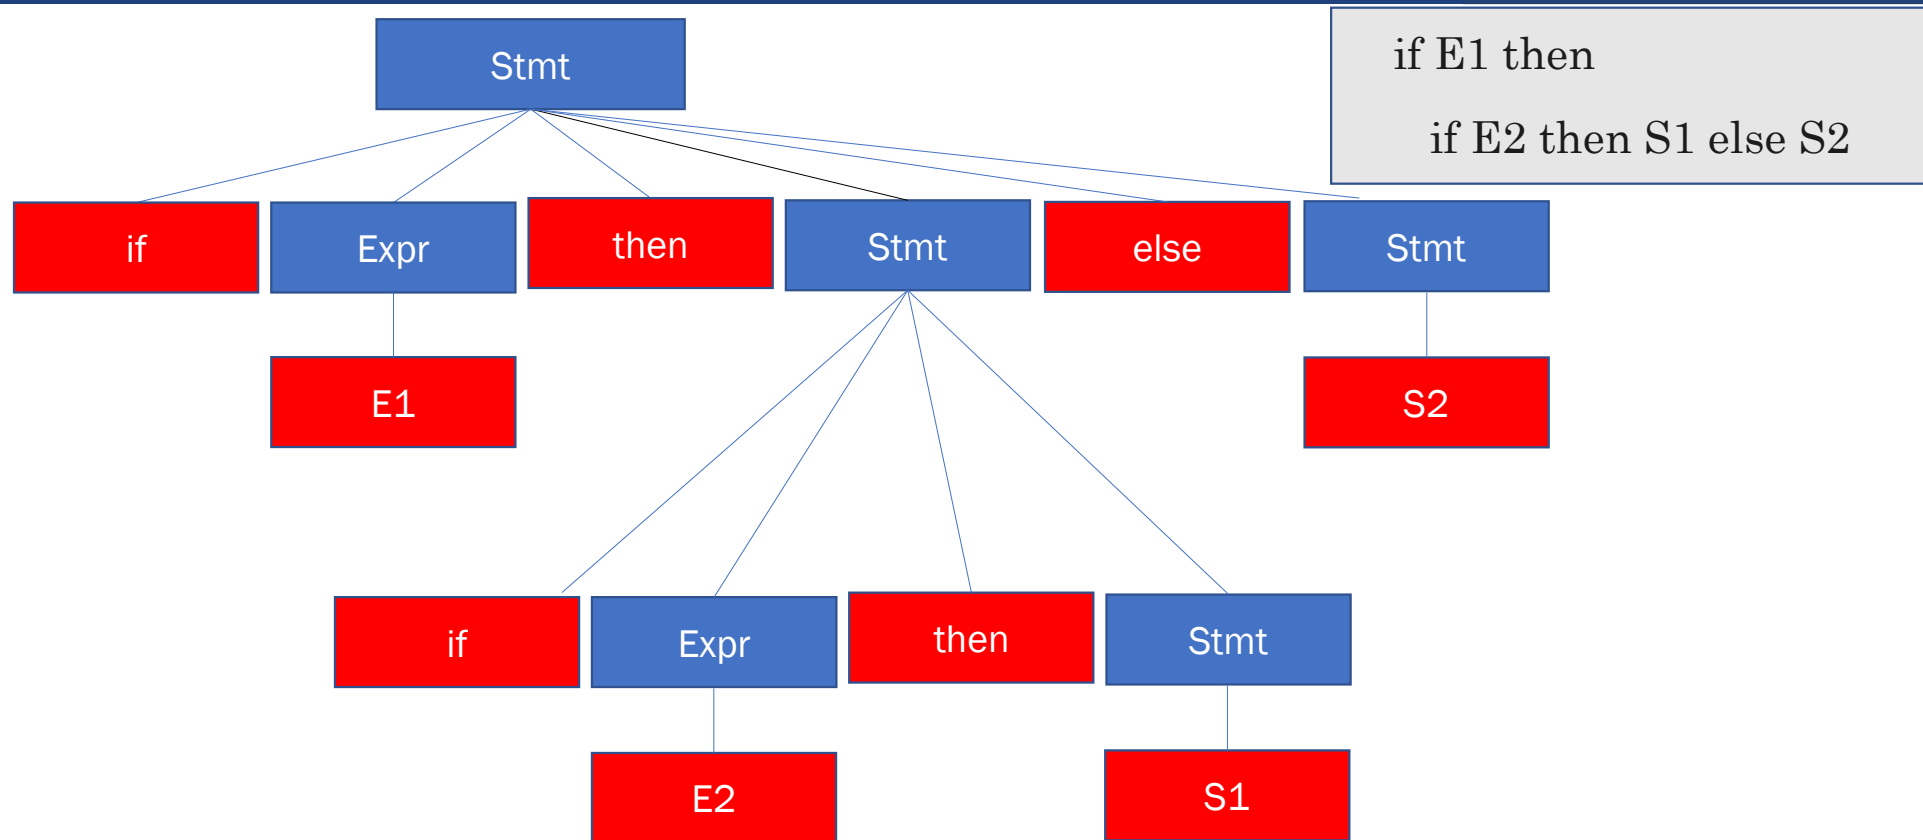 Stmt
if E1 then
if E2 then S1 else S2
if
Expr
then
Stmt
else
Stmt
E1
S2
if
Expr
then
Stmt
E2
S1